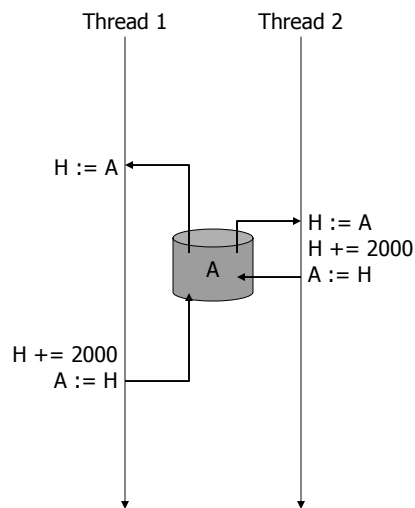 Thread 1
Thread 2
H := A
H := A
H += 2000
A := H
A
H += 2000
A := H